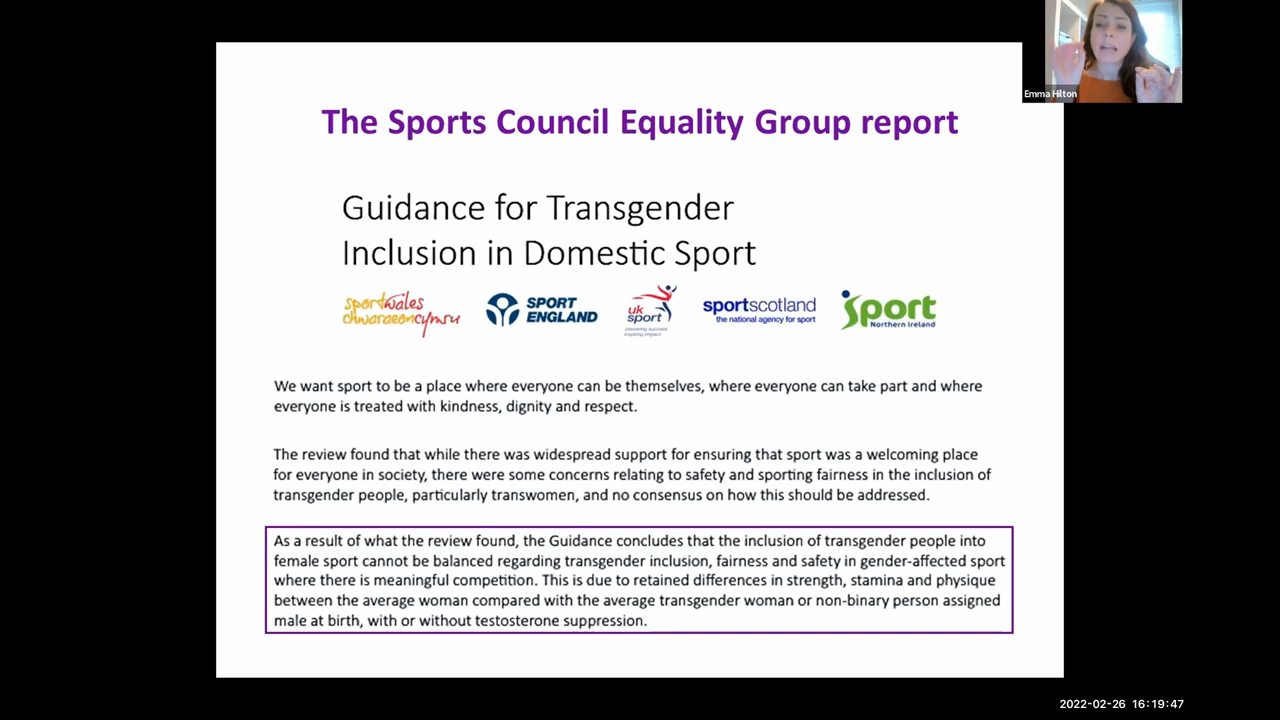 Emma Hilton
The Sports Council Equality Group report
Guidance for Transgender
Inclusion in Domestic Sport
sportwales
chwaraeoncymru
SPORT
ENGLAND
uk
sport
powering success
inspiring impact
sportscotland
the national agency for sport
Sport
Northern Ireland
We want sport to be a place where everyone can be themselves, where everyone can take part and where
everyone is treated with kindness, dignity and respect.
The review found that while there was widespread support for ensuring that sport was a welcoming place
for everyone in society, there were some concerns relating to safety and sporting fairness in the inclusion of
transgender people, particularly transwomen, and no consensus on how this should be addressed.
As a result of what the review found, the Guidance concludes that the inclusion of transgender people into
female sport cannot be balanced regarding transgender inclusion, fairness and safety in gender-affected sport
where there is meaningful competition. This is due to retained differences in strength, stamina and physique
between the average woman compared with the average transgender woman or non-binary person assigned
male at birth, with or without testosterone suppression.
2022-02-26 16:19:47